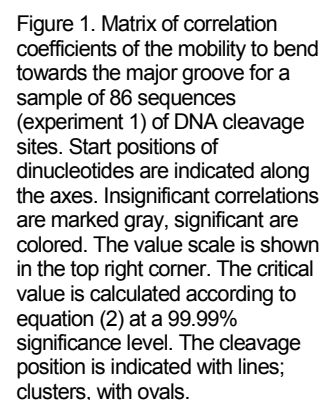 Figure 1. Matrix of correlation
coefficients of the mobility to bend
towards the major groove for a
sample of 86 sequences
(experiment 1) of DNA cleavage
sites. Start positions of
dinucleotides are indicated along
the axes. Insignificant correlations
are marked gray, significant are
colored. The value scale is shown
in the top right corner. The critical
value is calculated according to
equation (2) at a 99.99%
significance level. The cleavage
position is indicated with lines;
clusters, with ovals.